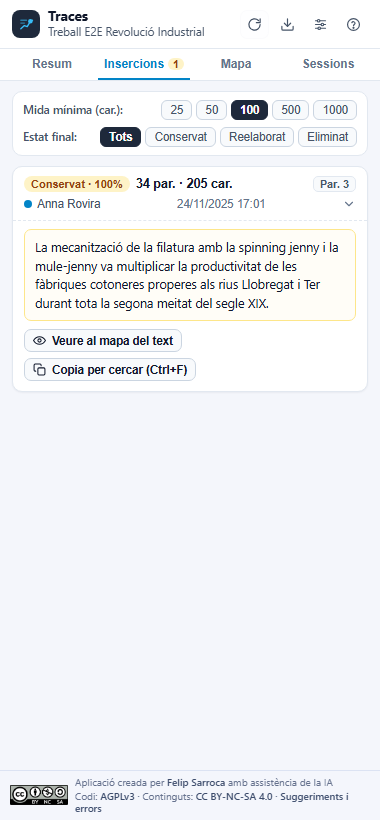 Traces
Treball E2E Revolució Industrial
Resum
Insercions 1
Mapa
Sessions
Mida mínima (car.): 25 50 100 500 1000
Estat final: Tots Conservat Reelaborat Eliminat
Conservat · 100% 34 par. · 205 car. Par. 3
Anna Rovira 24/11/2025 17:01
La mecanització de la filatura amb la spinning jenny i la
mule-jenny va multiplicar la productivitat de les
fàbriques cotoneres properes als rius Llobregat i Ter
durant tota la segona meitat del segle XIX.
Veure al mapa del text
Copia per cercar (Ctrl+F)
CC BY NC SA
Aplicació creada per Felip Sarroca amb assistència de la IA
Codi: AGPLv3 · Continguts: CC BY-NC-SA 4.0 · Suggeriments i
errors